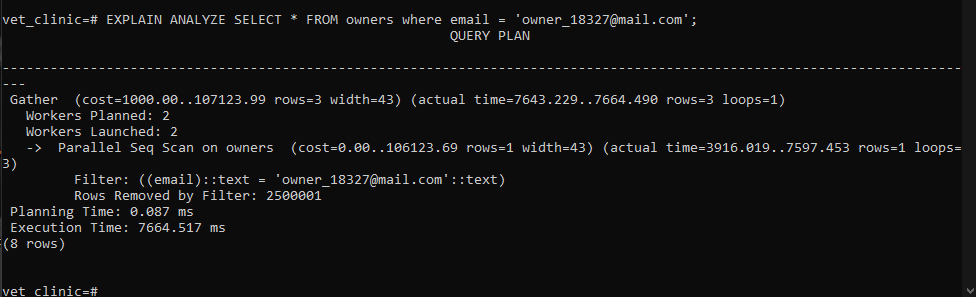 vet_clinic=# EXPLAIN ANALYZE SELECT * FROM owners where email = 'owner_18327@mail.com';
QUERY PLAN
------------------------------------------------------------------------------------------------------------------------
---
Gather  (cost=1000.00..107123.99 rows=3 width=43) (actual time=7643.229..7664.490 rows=3 loops=1)
Workers Planned: 2
Workers Launched: 2
->  Parallel Seq Scan on owners  (cost=0.00..106123.69 rows=1 width=43) (actual time=3916.019..7597.453 rows=1 loops=
3)
Filter: ((email)::text = 'owner_18327@mail.com'::text)
Rows Removed by Filter: 2500001
Planning Time: 0.087 ms
Execution Time: 7664.517 ms
(8 rows)
vet_clinic=#